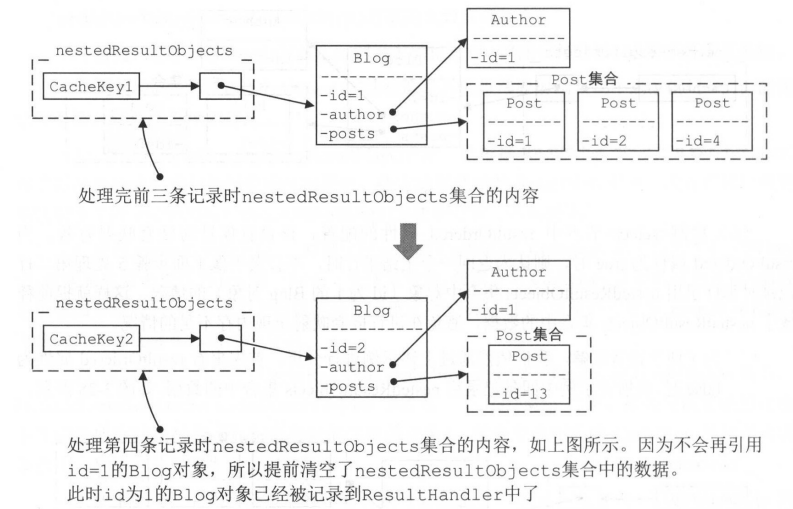 Author
-id=1
nestedResultObjects
Blog
CacheKey1
-id=1
-author
-posts
Post集合
Post
Post
Post
-id=1
-id=2
-id=4
处理完前三条记录时nestedResultObjects集合的内容
Author
-id=1
nestedResultObjects
Blog
CacheKey2
-id=2
-author
-posts
Post集合
Post
-id=13
处理第四条记录时nestedResultObjects集合的内容，如上图所示。因为不会再引用
id=1的Blog对象，所以提前清空了nestedResultObjects集合中的数据。
此时id为1的Blog对象已经被记录到ResultHandler中了